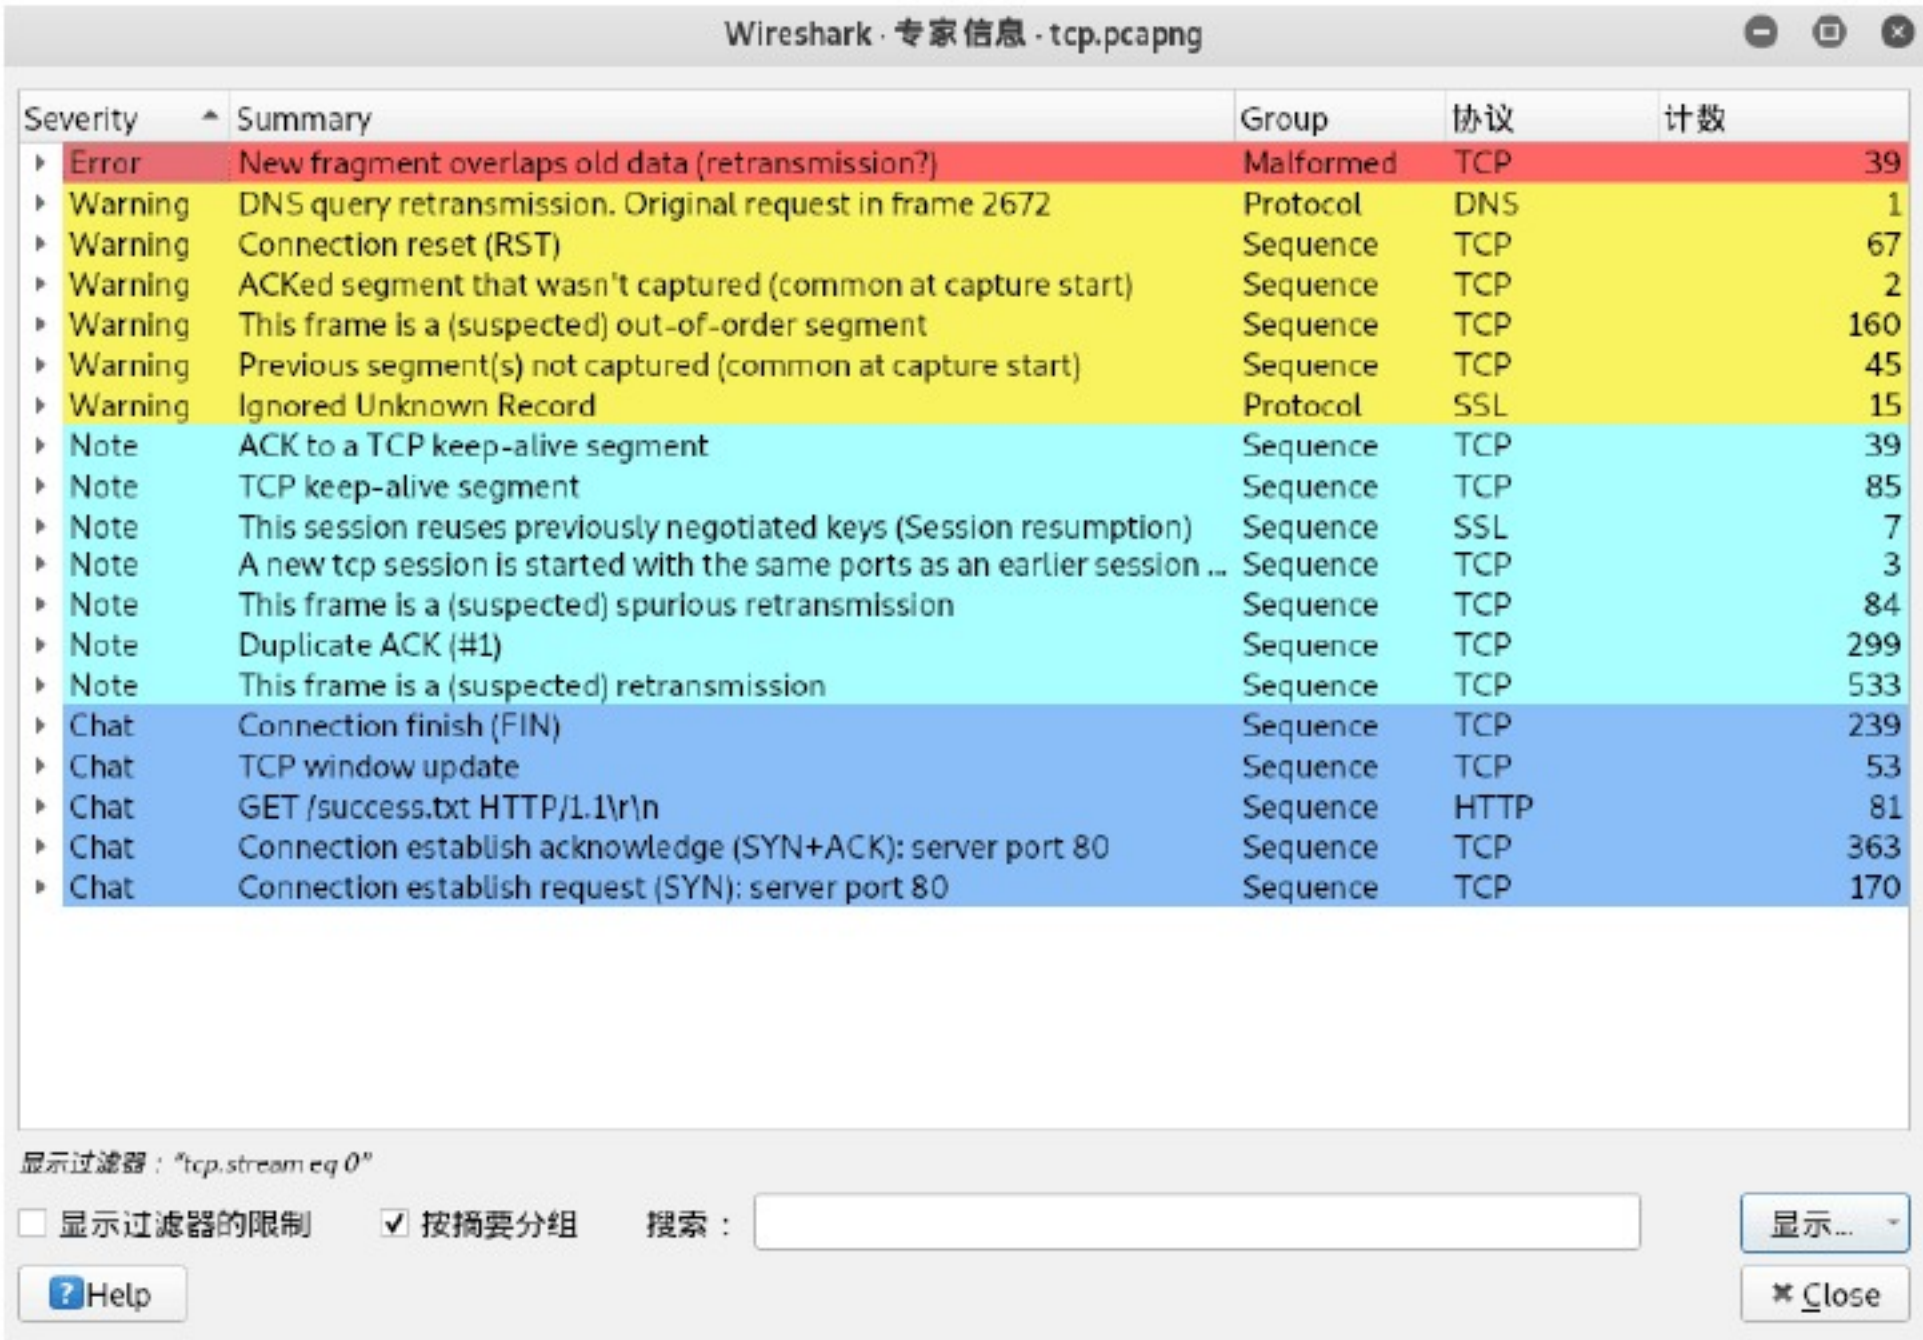 Wireshark · 专家信息 · tcp.pcapng
Severity Summary Group 协议 计数
Error New fragment overlaps old data (retransmission?) Malformed TCP 39
Warning DNS query retransmission. Original request in frame 2672 Protocol DNS 1
Warning Connection reset (RST) Sequence TCP 67
Warning ACKed segment that wasn't captured (common at capture start) Sequence TCP 2
Warning This frame is a (suspected) out-of-order segment Sequence TCP 160
Warning Previous segment(s) not captured (common at capture start) Sequence TCP 45
Warning Ignored Unknown Record Protocol SSL 15
Note ACK to a TCP keep-alive segment Sequence TCP 39
Note TCP keep-alive segment Sequence TCP 85
Note This session reuses previously negotiated keys (Session resumption) Sequence SSL 7
Note A new tcp session is started with the same ports as an earlier session ... Sequence TCP 3
Note This frame is a (suspected) spurious retransmission Sequence TCP 84
Note Duplicate ACK (#1) Sequence TCP 299
Note This frame is a (suspected) retransmission Sequence TCP 533
Chat Connection finish (FIN) Sequence TCP 239
Chat TCP window update Sequence TCP 53
Chat GET /success.txt HTTP/1.1\r\n Sequence HTTP 81
Chat Connection establish acknowledge (SYN+ACK): server port 80 Sequence TCP 363
Chat Connection establish request (SYN): server port 80 Sequence TCP 170
显示过滤器："tcp.stream eq 0"
显示过滤器的限制 按摘要分组 搜索： 显示...
Help Close